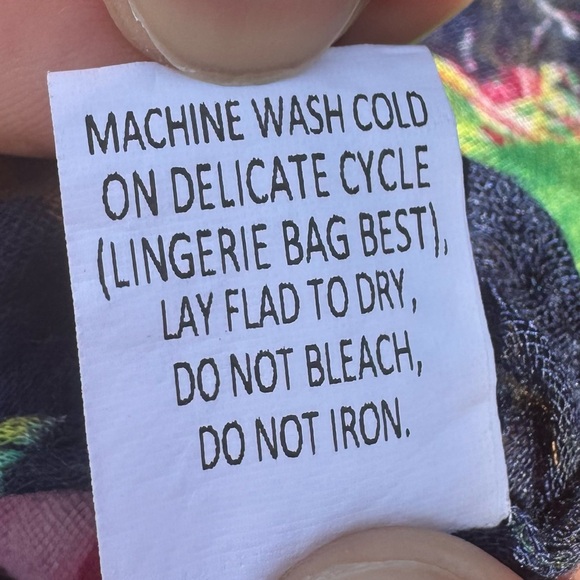 MACHINE WASH COLD
ON DELICATE CYCLE
(LINGERIE BAG BEST),
LAY FLAD TO DRY,
DO NOT BLEACH,
DO NOT IRON.